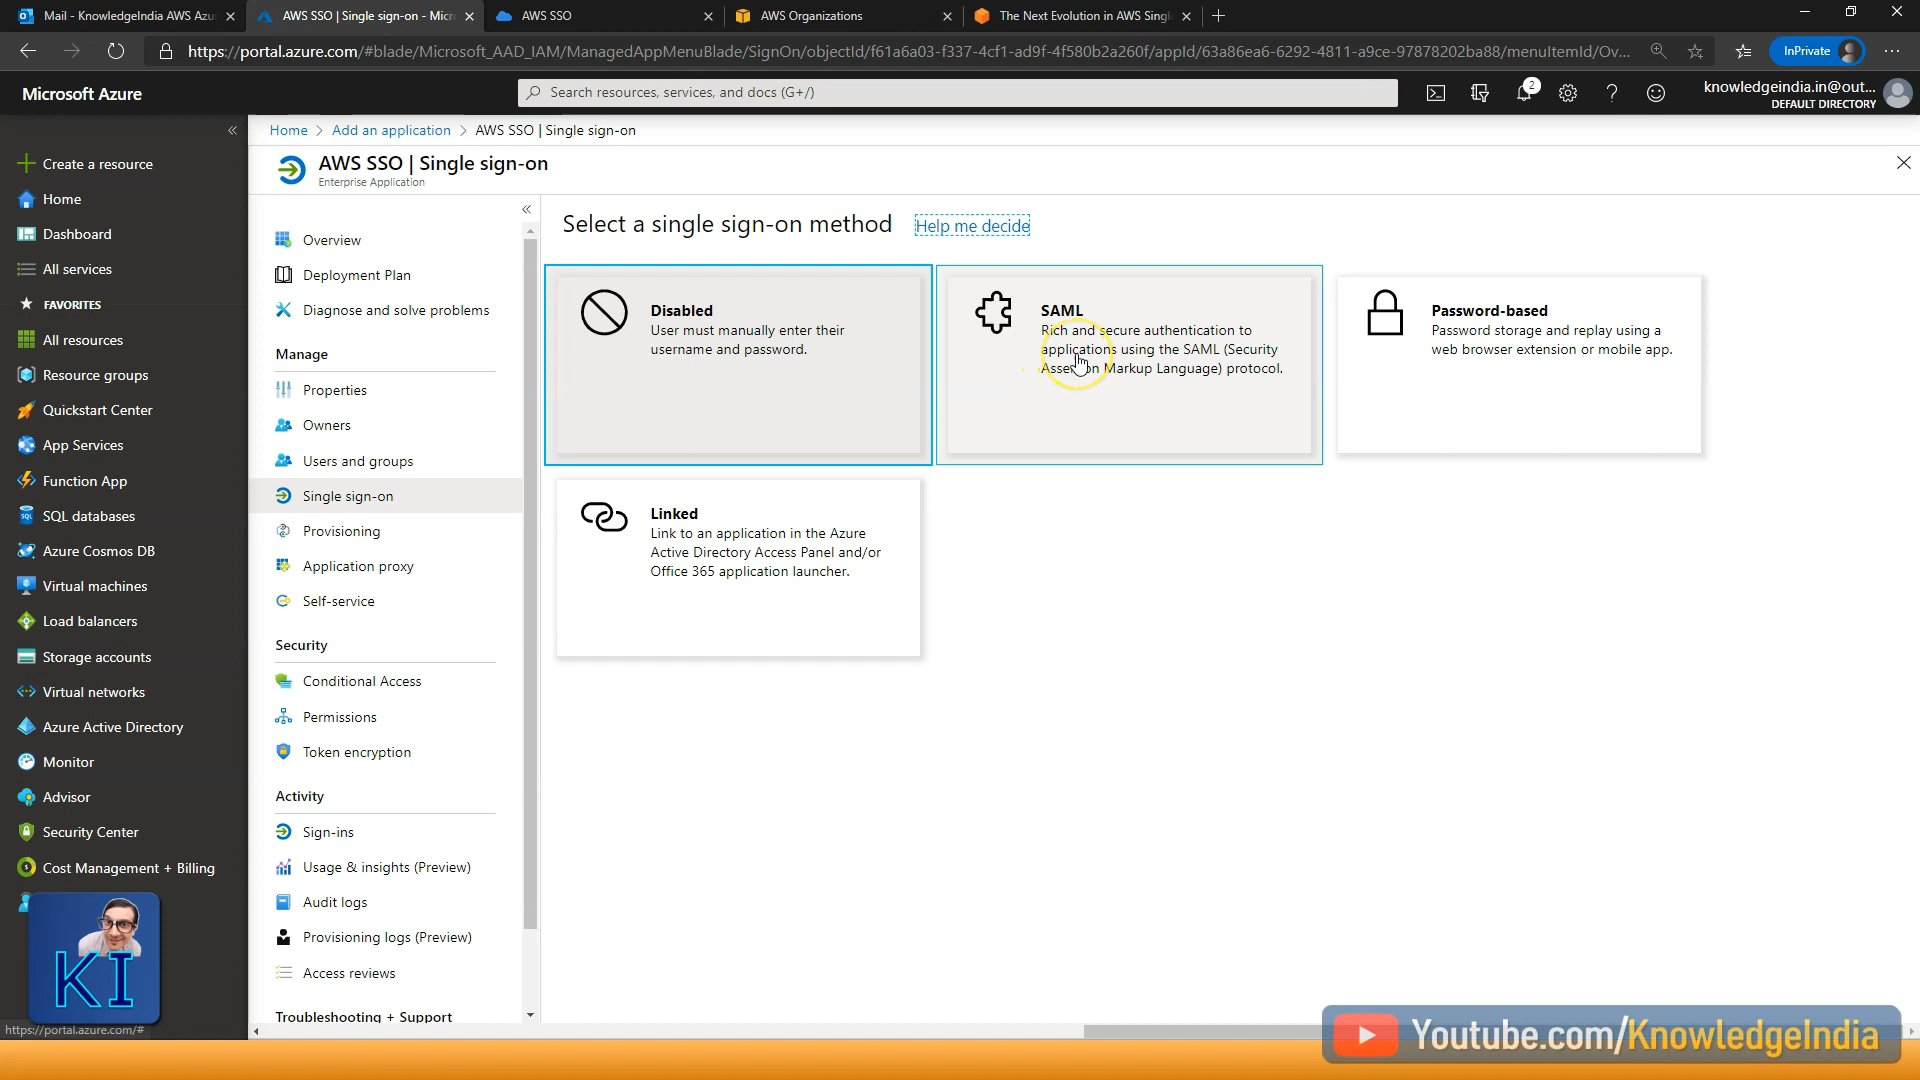 Mail - KnowledgeIndia AWS Azu
AWS SSO | Single sign-on - Micr
AWS SSO
AWS Organizations
The Next Evolution in AWS Singl
https://portal.azure.com/#blade/Microsoft_AAD_IAM/ManagedAppMenuBlade/SignOn/objectId/f61a6a03-f337-4cf1-ad9f-4f580b2a260f/appId/63a86ea6-6292-4811-a9ce-97878202ba88/menuItemId/Ov...
InPrivate
Microsoft Azure
Search resources, services, and docs (G+/)
2
knowledgeindia.in@out...
DEFAULT DIRECTORY
Create a resource
Home
Dashboard
All services
FAVORITES
All resources
Resource groups
Quickstart Center
App Services
Function App
SQL databases
Azure Cosmos DB
Virtual machines
Load balancers
Storage accounts
Virtual networks
Azure Active Directory
Monitor
Advisor
Security Center
Cost Management + Billing
KI
https://portal.azure.com/#
Home > Add an application > AWS SSO | Single sign-on
AWS SSO | Single sign-on
Enterprise Application
Overview
Deployment Plan
Diagnose and solve problems
Manage
Properties
Owners
Users and groups
Single sign-on
Provisioning
Application proxy
Self-service
Security
Conditional Access
Permissions
Token encryption
Activity
Sign-ins
Usage & insights (Preview)
Audit logs
Provisioning logs (Preview)
Access reviews
Troubleshooting + Support
Select a single sign-on method
Help me decide
Disabled
User must manually enter their
username and password.
SAML
Rich and secure authentication to
applications using the SAML (Security
Assertion Markup Language) protocol.
Password-based
Password storage and replay using a
web browser extension or mobile app.
Linked
Link to an application in the Azure
Active Directory Access Panel and/or
Office 365 application launcher.
Youtube.com/KnowledgeIndia